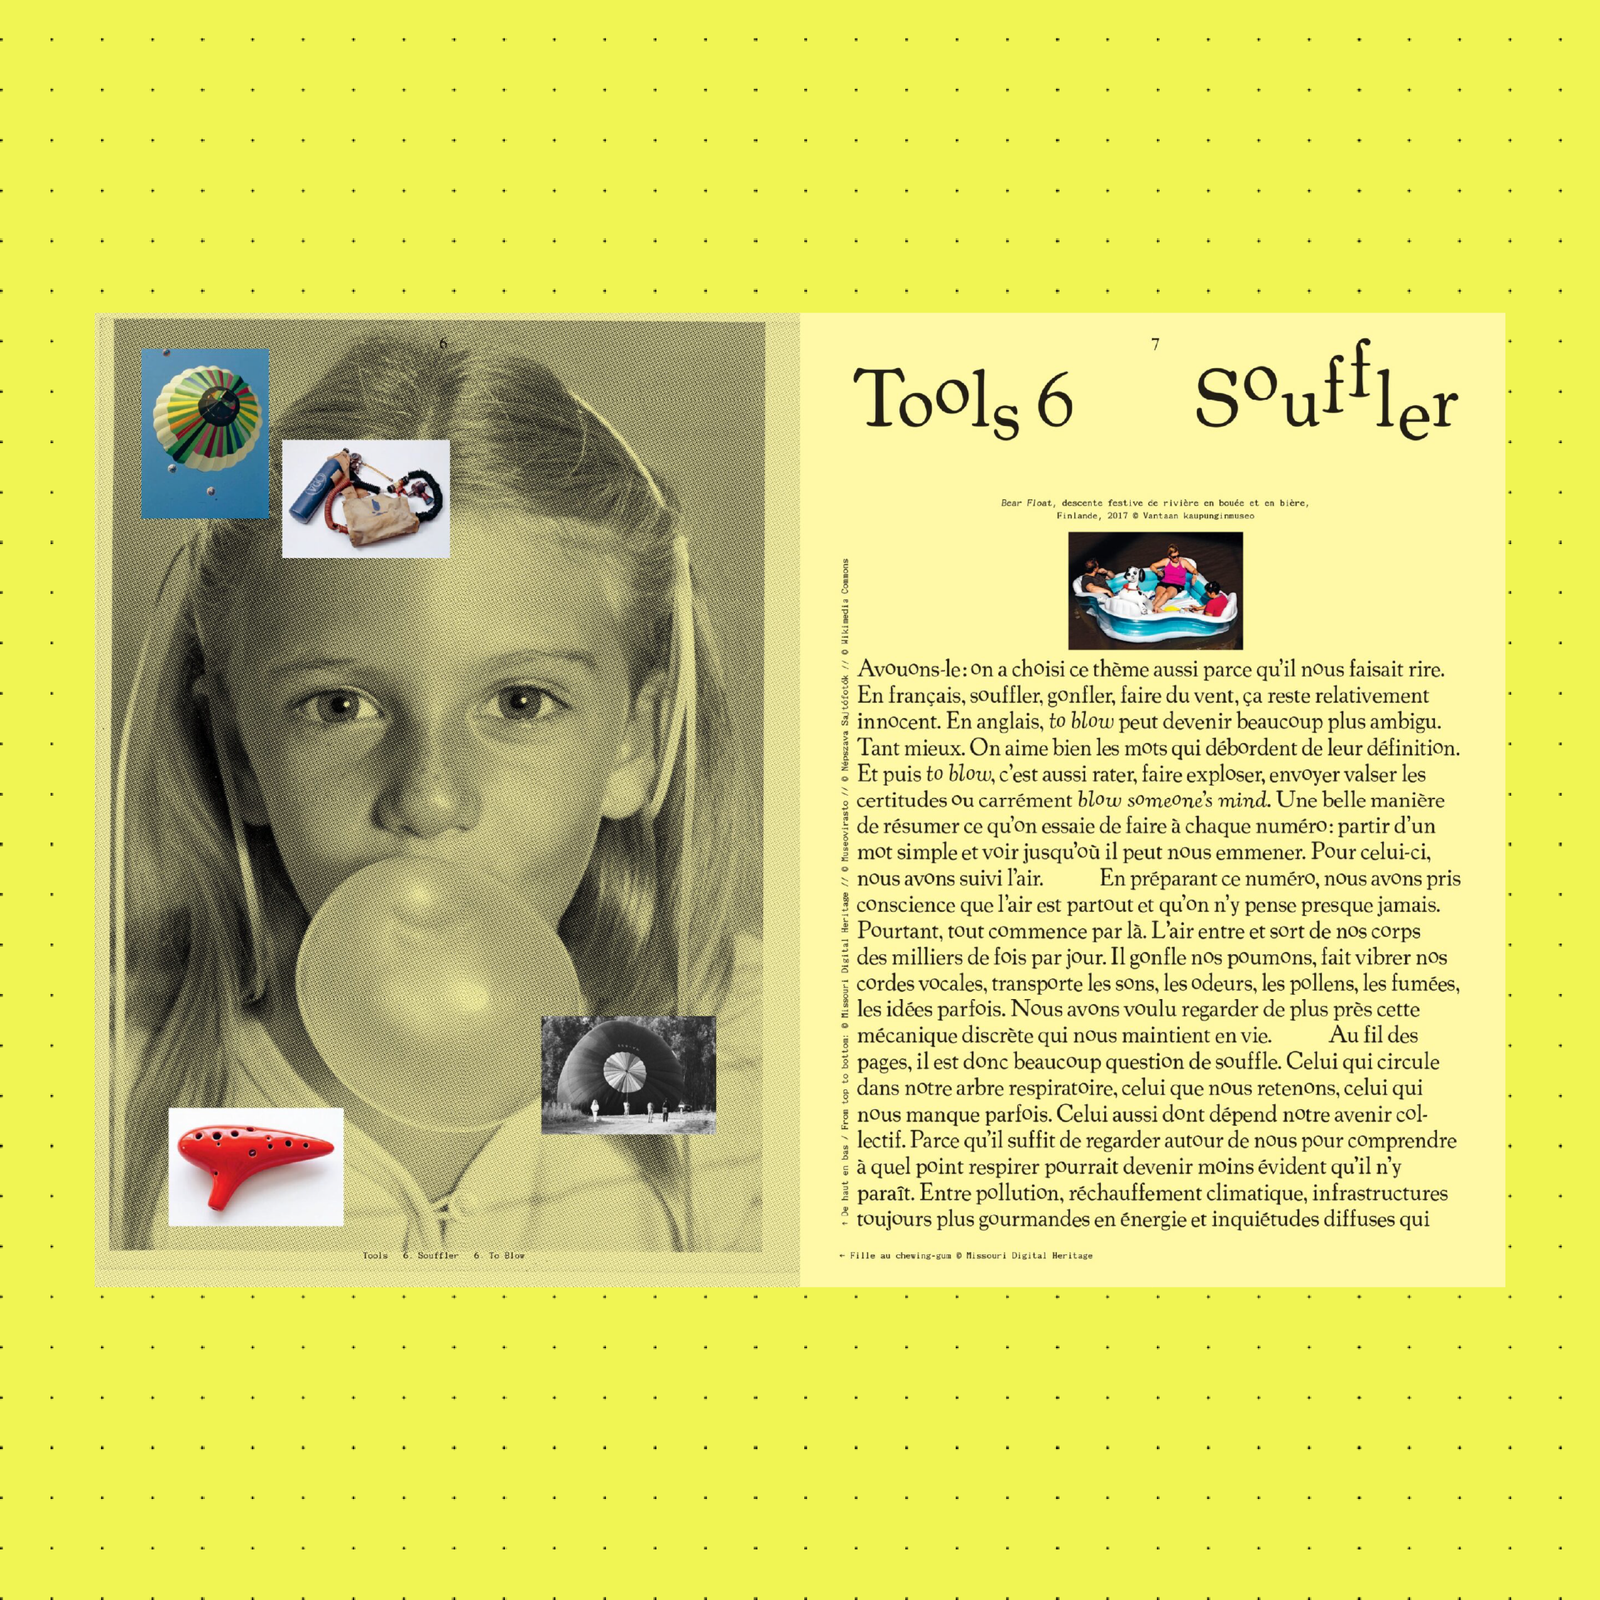 6
Tools 6. Souffler 6. To Blow
7
Tools 6 Souffler
Bear Float, descente festive de rivière en bouée et en bière,
Finlande, 2017 © Vantaan kaupunginmuseo
↑ De haut en bas / From top to bottom: © Missouri Digital Heritage // © Museovirasto // © Népszava Sajtófotók // © Wikimedia Commons
Avouons-le : on a choisi ce thème aussi parce qu’il nous faisait rire.
En français, souffler, gonfler, faire du vent, ça reste relativement
innocent. En anglais, to blow peut devenir beaucoup plus ambigu.
Tant mieux. On aime bien les mots qui débordent de leur définition.
Et puis to blow, c’est aussi rater, faire exploser, envoyer valser les
certitudes ou carrément blow someone’s mind. Une belle manière
de résumer ce qu’on essaie de faire à chaque numéro : partir d’un
mot simple et voir jusqu’où il peut nous emmener. Pour celui-ci,
nous avons suivi l’air. En préparant ce numéro, nous avons pris
conscience que l’air est partout et qu’on n’y pense presque jamais.
Pourtant, tout commence par là. L’air entre et sort de nos corps
des milliers de fois par jour. Il gonfle nos poumons, fait vibrer nos
cordes vocales, transporte les sons, les odeurs, les pollens, les fumées,
les idées parfois. Nous avons voulu regarder de plus près cette
mécanique discrète qui nous maintient en vie. Au fil des
pages, il est donc beaucoup question de souffle. Celui qui circule
dans notre arbre respiratoire, celui que nous retenons, celui qui
nous manque parfois. Celui aussi dont dépend notre avenir col-
lectif. Parce qu’il suffit de regarder autour de nous pour comprendre
à quel point respirer pourrait devenir moins évident qu’il n’y
paraît. Entre pollution, réchauffement climatique, infrastructures
toujours plus gourmandes en énergie et inquiétudes diffuses qui
← Fille au chewing-gum © Missouri Digital Heritage